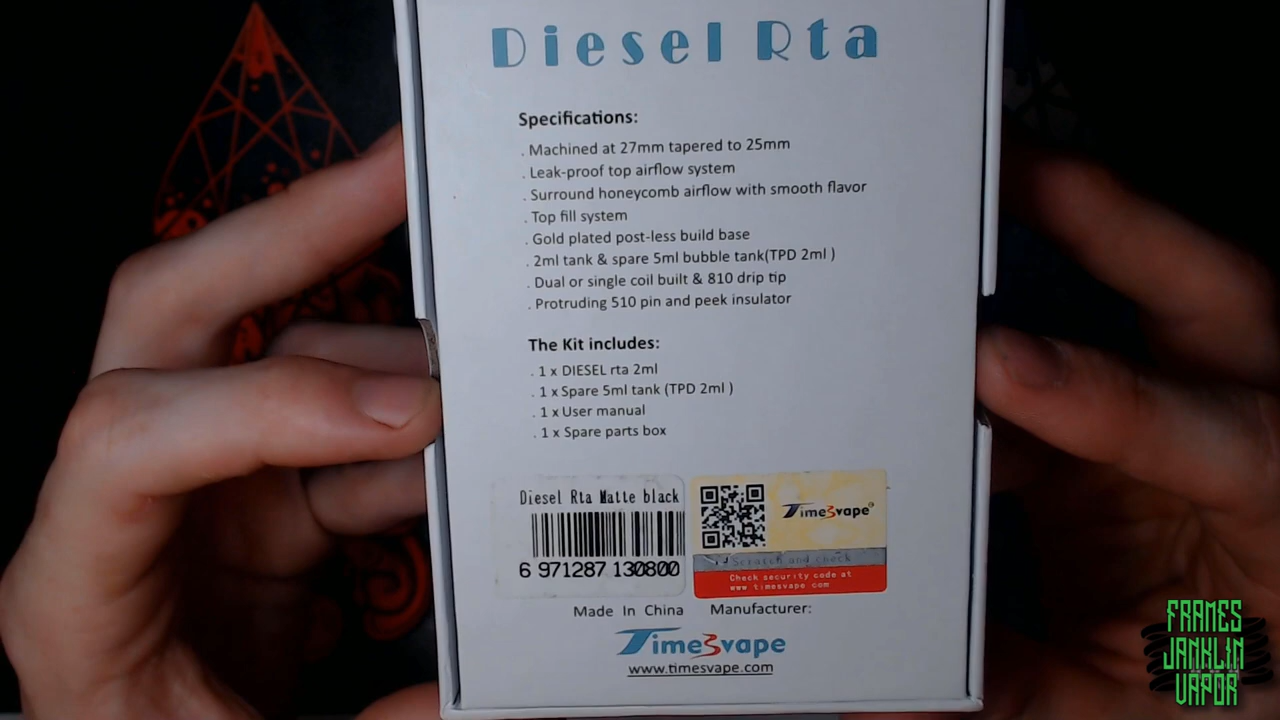 Diesel Rta
Specifications:
. Machined at 27mm tapered to 25mm
. Leak-proof top airflow system
. Surround honeycomb airflow with smooth flavor
. Top fill system
. Gold plated post-less build base
. 2ml tank & spare 5ml bubble tank(TPD 2ml )
. Dual or single coil built & 810 drip tip
. Protruding 510 pin and peek insulator
The Kit includes:
. 1 x DIESEL rta 2ml
. 1 x Spare 5ml tank (TPD 2ml )
. 1 x User manual
. 1 x Spare parts box
Diesel Rta Matte black
6 971287 130800
Timesvape
Scratch and check
Check security code at
www timesvape com
Made In China Manufacturer:
Timesvape
www.timesvape.com
FRAMES
JANKLIN
VAPOR